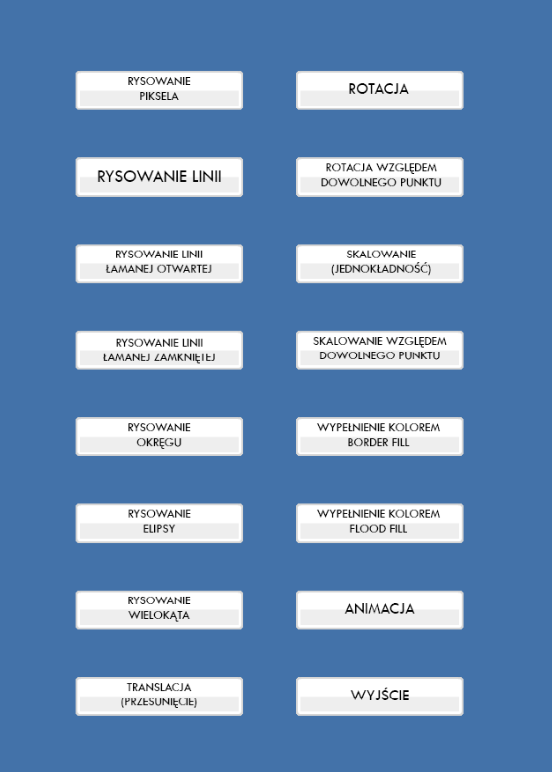 RYSOWANIE
PIKSELA
RYSOWANIE LINII
RYSOWANIE LINII
ŁAMANEJ OTWARTEJ
RYSOWANIE LINII
ŁAMANEJ ZAMKNIĘTEJ
RYSOWANIE
OKRĘGU
RYSOWANIE
ELIPSY
RYSOWANIE
WIELOKĄTA
TRANSLACJA
(PRZESUNIĘCIE)
ROTACJA
ROTACJA WZGLĘDEM
DOWOLNEGO PUNKTU
SKALOWANIE
(JEDNOKŁADNOŚĆ)
SKALOWANIE WZGLĘDEM
DOWOLNEGO PUNKTU
WYPEŁNIENIE KOLOREM
BORDER FILL
WYPEŁNIENIE KOLOREM
FLOOD FILL
ANIMACJA
WYJŚCIE